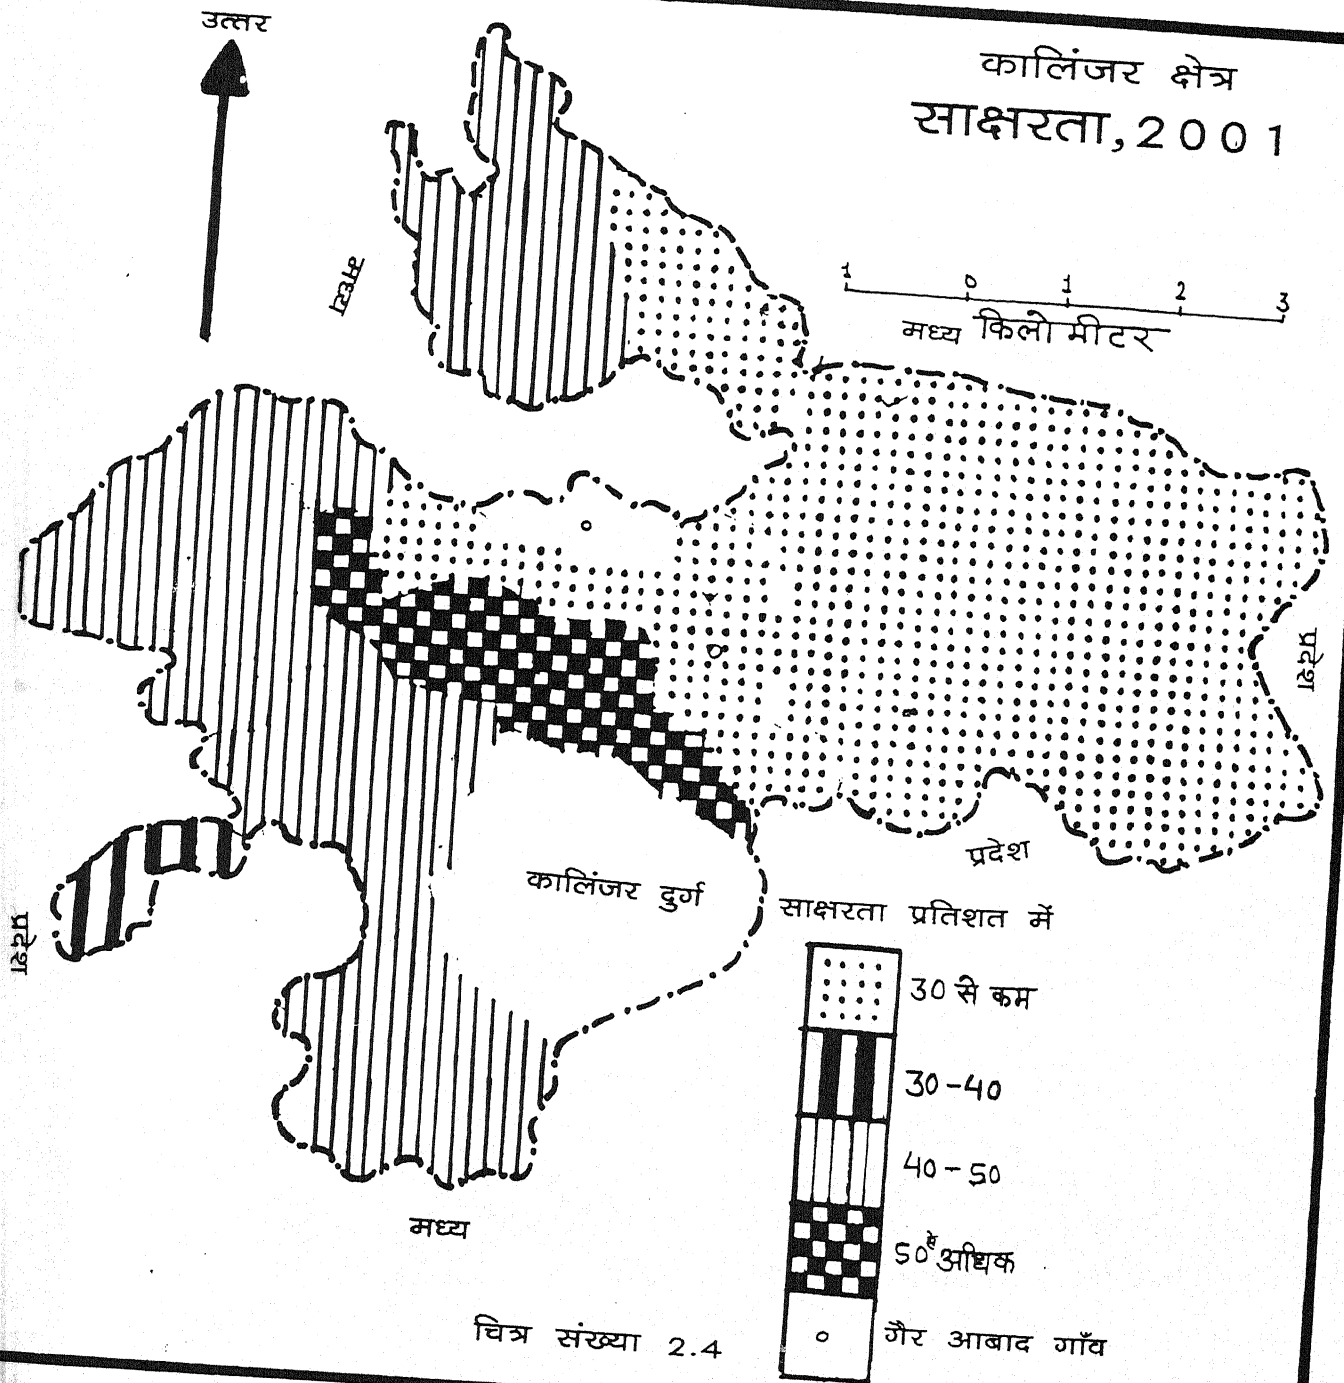 उत्तर
कालिंजर क्षेत्र
साक्षरता, 2001
मध्य
1 0 1 2 3
मध्य किलोमीटर
प्रदेश
प्रदेश
कालिंजर दुर्ग
साक्षरता प्रतिशत में
30 से कम
प्रदेश
30-40
40-50
मध्य
50 से अधिक
चित्र संख्या 2.4
गैर आबाद गाँव